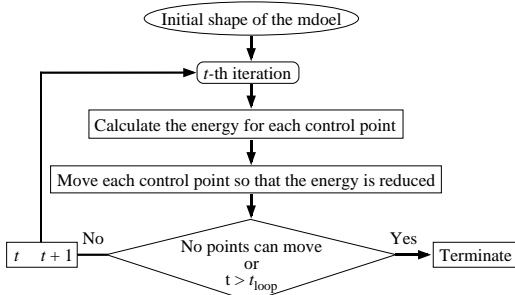 Initial shape of the mdoel
t-th iteration
Calculate the energy for each control point
Move each control point so that the energy is reduced
No
Yes
t t + 1
No points can move
or
t > tloop
Terminate